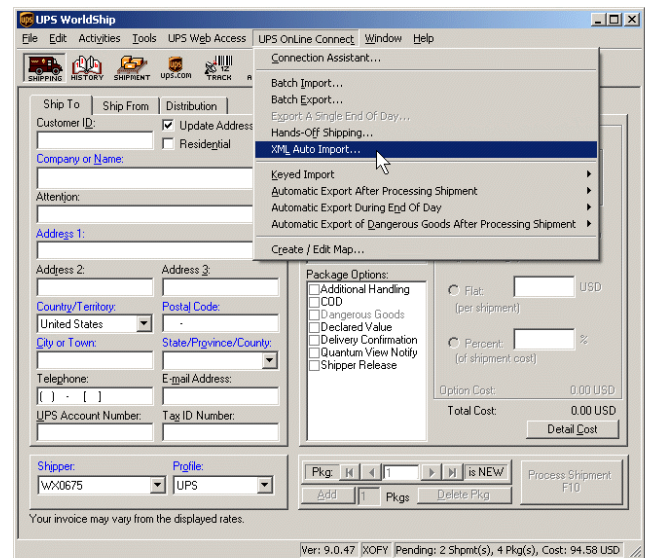 UPS WorldShip
File Edit Activities Tools UPS Web Access UPS OnLine Connect Window Help
SHIPPING HISTORY SHIPMENT UPS.com TRACK
Connection Assistant...
Batch Import...
Batch Export...
Export A Single End Of Day...
Hands-Off Shipping...
XML Auto Import...
Keyed Import
Automatic Export After Processing Shipment
Automatic Export During End Of Day
Automatic Export of Dangerous Goods After Processing Shipment
Create / Edit Map...
Ship To Ship From Distribution
Customer ID: Update Address
Residential
Company or Name:
Attention:
Address 1:
Address 2: Address 3:
Country/Territory: Postal Code:
United States -
City or Town: State/Province/County:
Telephone: E-mail Address:
( ) - [ ]
UPS Account Number: Tax ID Number:
Package Options:
Additional Handling
COD
Dangerous Goods
Declared Value
Delivery Confirmation
Quantum View Notify
Shipper Release
Flat: USD
(per shipment)
Percent: %
(of shipment cost)
Option Cost: 0.00 USD
Total Cost: 0.00 USD
Detail Cost
Shipper: Profile:
WX0675 UPS
Pkg: 1 is NEW
Add 1 Pkgs Delete Pkg
Process Shipment
F10
Your invoice may vary from the displayed rates.
Ver: 9.0.47 XOFY Pending: 2 Shpmt(s), 4 Pkg(s), Cost: 94.58 USD